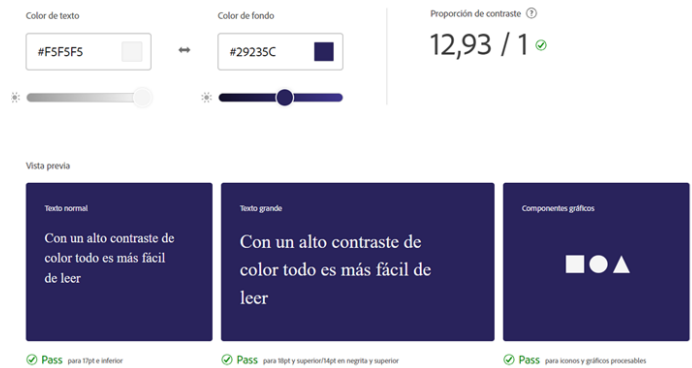 Color de texto
Color de fondo
Proporción de contraste ?
#F5F5F5
#29235C
12,93 / 1
Vista previa
Texto normal
Con un alto contraste de
color todo es más fácil
de leer
Texto grande
Con un alto contraste de
color todo es más fácil de
leer
Componentes gráficos
Pass para 17pt e inferior
Pass para 18pt y superior/14pt en negrita y superior
Pass para iconos y gráficos procesables